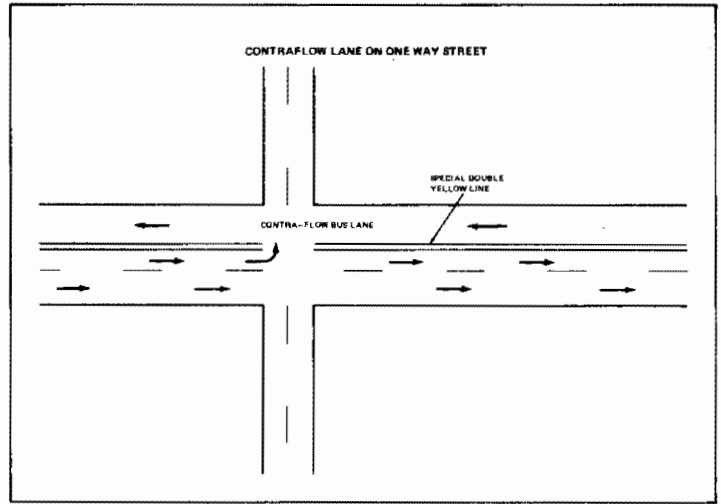 CONTRAFLOW LANE ON ONE WAY STREET
SPECIAL DOUBLE
YELLOW LINE
CONTRA-FLOW BUS LANE